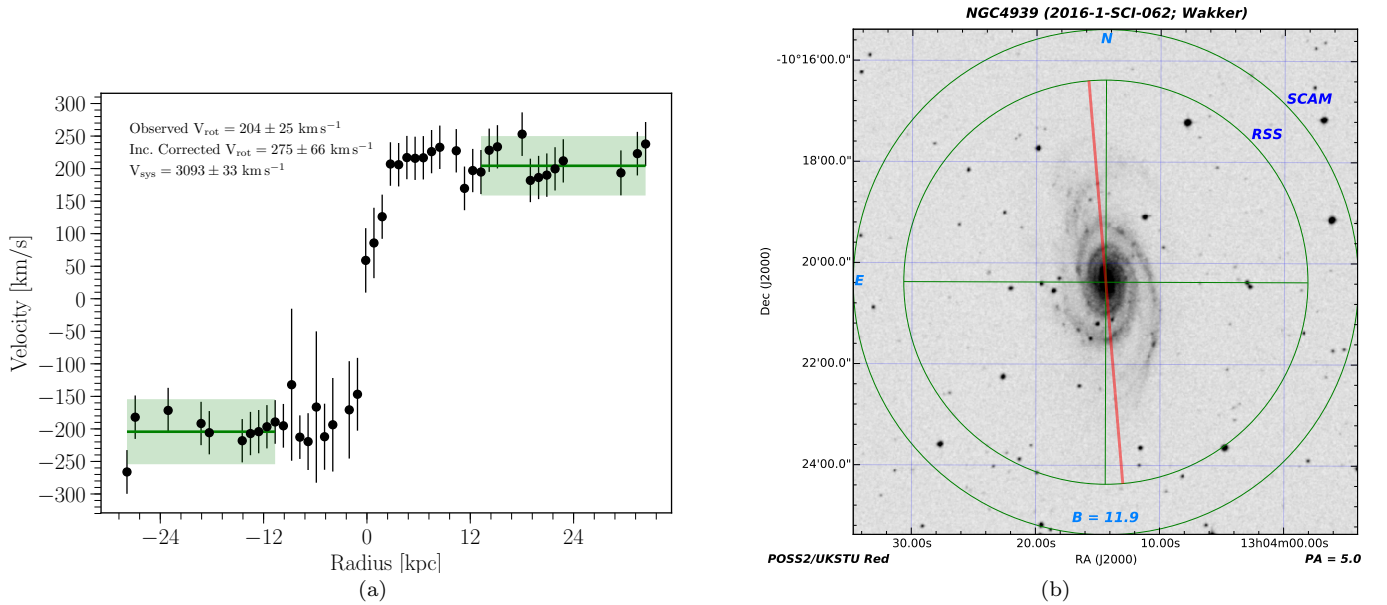 Observed V_rot = 204 ± 25 km s⁻¹
Inc. Corrected V_rot = 275 ± 66 km s⁻¹
V_sys = 3093 ± 33 km s⁻¹
300
250
200
150
100
50
0
−50
−100
−150
−200
−250
−300
Velocity [km/s]
−24 −12 0 12 24
Radius [kpc]
(a)
NGC4939 (2016-1-SCI-062; Wakker)
N
SCAM
RSS
E
B = 11.9
-10°16'00.0"
18'00.0"
20'00.0"
22'00.0"
24'00.0"
Dec (J2000)
30.00s 20.00s 10.00s 13h04m00.00s
POSS2/UKSTU Red RA (J2000) PA = 5.0
(b)